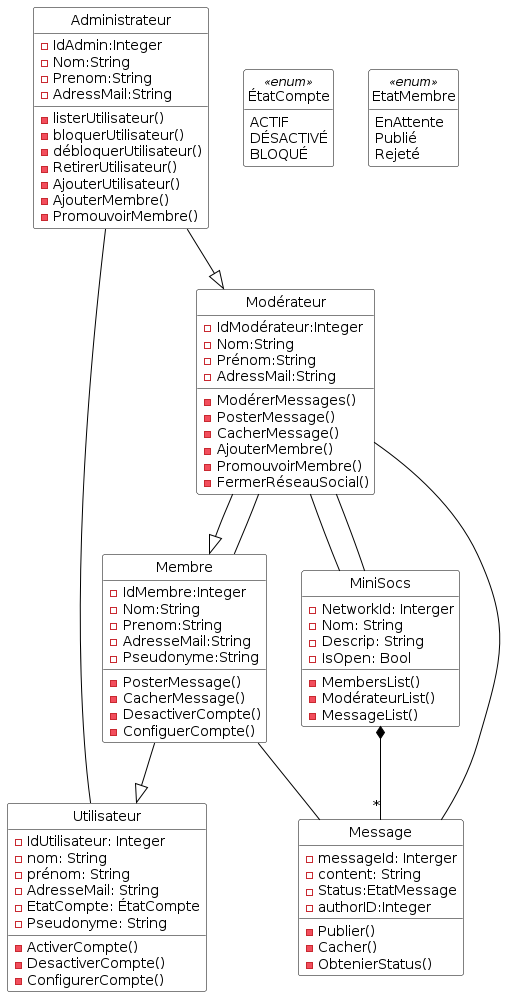 Administrateur
IdAdmin:Integer
Nom:String
Prenom:String
AdressMail:String
listerUtilisateur()
bloquerUtilisateur()
débloquerUtilisateur()
RetirerUtilisateur()
AjouterUtilisateur()
AjouterMembre()
PromouvoirMembre()
«enum»
ÉtatCompte
ACTIF
DÉSACTIVÉ
BLOQUÉ
«enum»
EtatMembre
EnAttente
Publié
Rejeté
Modérateur
IdModérateur:Integer
Nom:String
Prénom:String
AdressMail:String
ModérerMessages()
PosterMessage()
CacherMessage()
AjouterMembre()
PromouvoirMembre()
FermerRéseauSocial()
Membre
IdMembre:Integer
Nom:String
Prenom:String
AdresseMail:String
Pseudonyme:String
PosterMessage()
CacherMessage()
DesactiverCompte()
ConfiguerCompte()
MiniSocs
NetworkId: Interger
Nom: String
Descrip: String
IsOpen: Bool
MembersList()
ModérateurList()
MessageList()
*
Utilisateur
IdUtilisateur: Integer
nom: String
prénom: String
AdresseMail: String
EtatCompte: ÉtatCompte
Pseudonyme: String
ActiverCompte()
DesactiverCompte()
ConfigurerCompte()
Message
messageId: Interger
content: String
Status:EtatMessage
authorID:Integer
Publier()
Cacher()
ObtenierStatus()